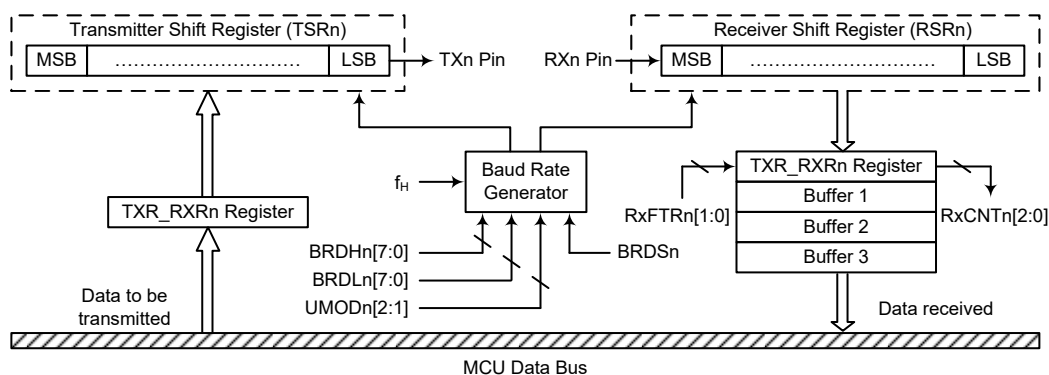 Transmitter Shift Register (TSRn)
MSB ................................ LSB
TXn Pin
RXn Pin
Receiver Shift Register (RSRn)
MSB ................................ LSB
TXR_RXRn Register
Data to be
transmitted
fH
Baud Rate
Generator
BRDHn[7:0]
BRDLn[7:0]
UMODn[2:1]
BRDSn
RxFTRn[1:0]
TXR_RXRn Register
Buffer 1
Buffer 2
Buffer 3
RxCNTn[2:0]
Data received
MCU Data Bus